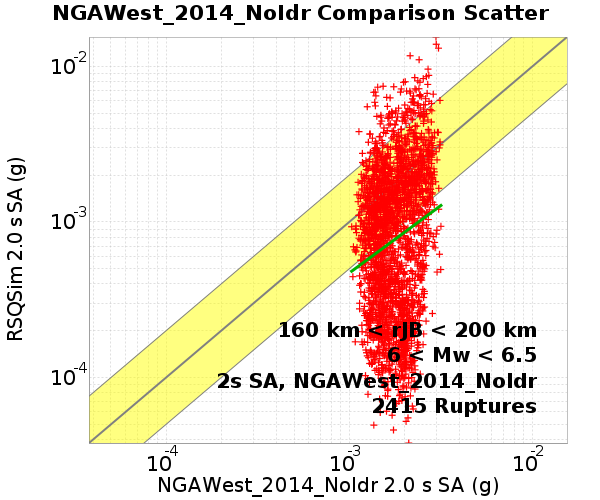 NGAWest_2014_NoIdr Comparison Scatter
RSQSim 2.0 s SA (g)
10-2
10-3
10-4
160 km < rJB < 200 km
6 < Mw < 6.5
2s SA, NGAWest_2014_NoIdr
2415 Ruptures
10-4 10-3 10-2
NGAWest_2014_NoIdr 2.0 s SA (g)